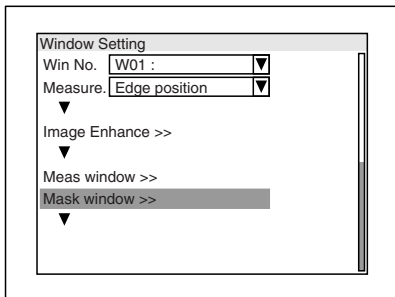 Window Setting
Win No. W01 :
Measure. Edge position
Image Enhance >>
Meas window >>
Mask window >>